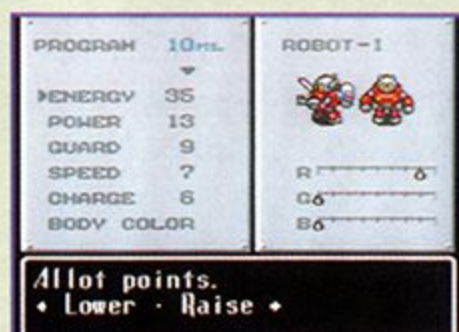 PROGRAM 10PTS.
ENERGY 35
POWER 13
GUARD 9
SPEED 7
CHARGE 6
BODY COLOR
ROBOT-1
R
G
B
Allot points.
Lower · Raise